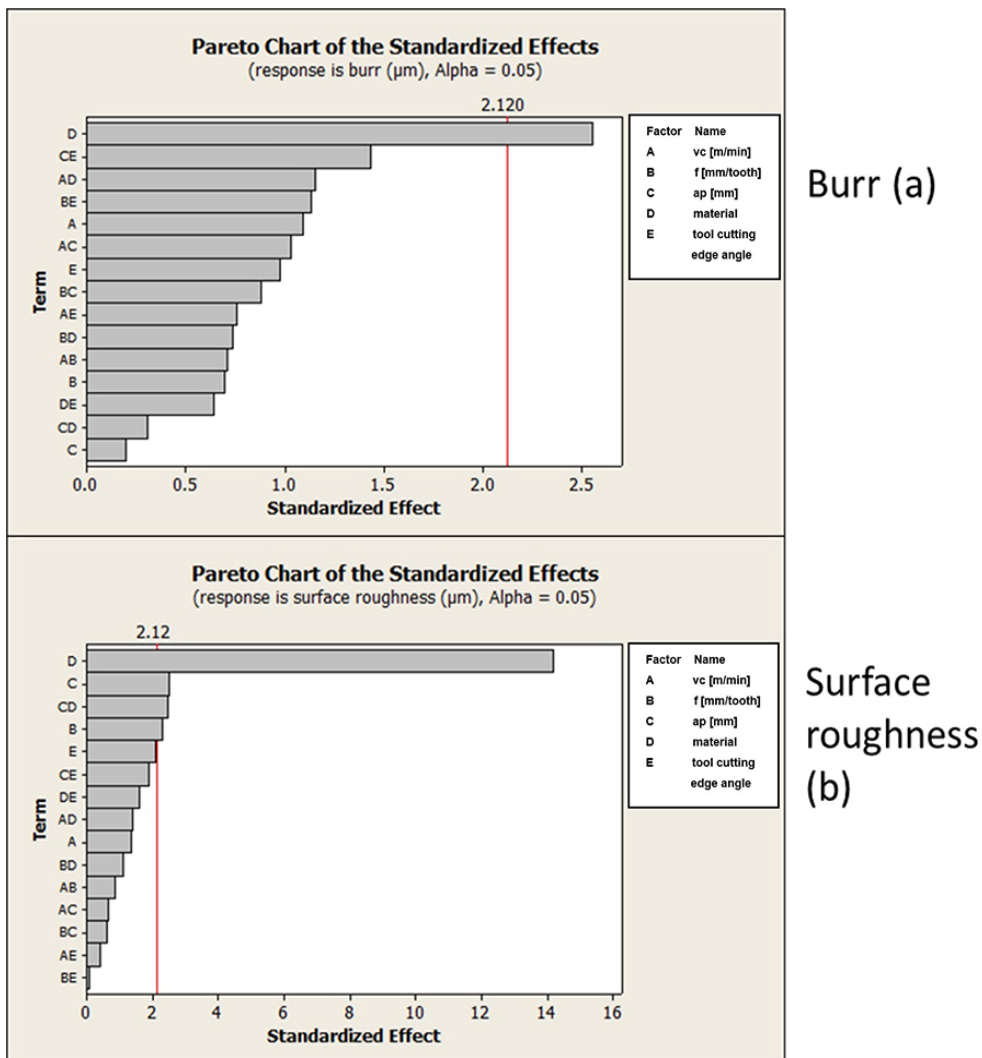 Pareto Chart of the Standardized Effects
(response is burr (µm), Alpha = 0.05)
2.120
Term
D
CE
AD
BE
A
AC
E
BC
AE
BD
AB
B
DE
CD
C
0.0 0.5 1.0 1.5 2.0 2.5
Standardized Effect
Factor Name
A vc [m/min]
B f [mm/tooth]
C ap [mm]
D material
E tool cutting
edge angle
Burr (a)
Pareto Chart of the Standardized Effects
(response is surface roughness (µm), Alpha = 0.05)
2.12
Term
D
C
CD
B
E
CE
DE
AD
A
BD
AB
AC
BC
AE
BE
0 2 4 6 8 10 12 14 16
Standardized Effect
Factor Name
A vc [m/min]
B f [mm/tooth]
C ap [mm]
D material
E tool cutting
edge angle
Surface
roughness
(b)